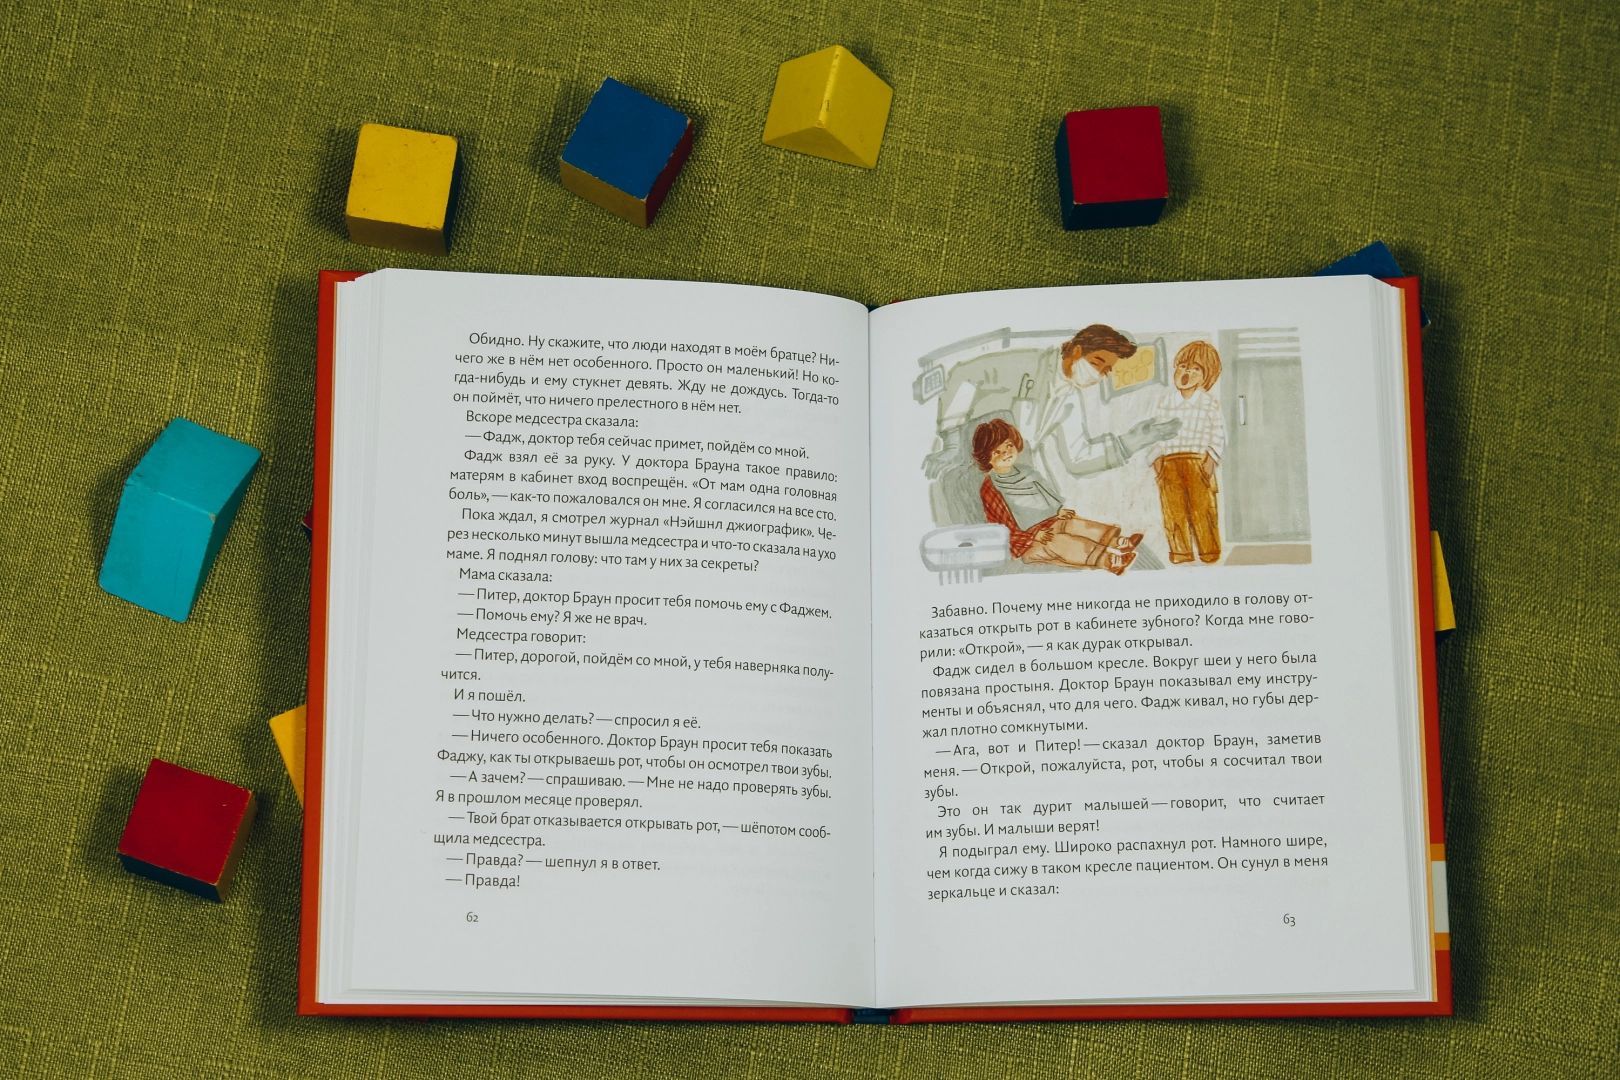 Обидно. Ну скажите, что люди находят в моём братце? Ни-
чего же в нём нет особенного. Просто он маленький! Но ко-
гда-нибудь и ему стукнет девять. Жду не дождусь. Тогда-то
он поймёт, что ничего прелестного в нём нет.
Вскоре медсестра сказала:
— Фадж, доктор тебя сейчас примет, пойдём со мной.
Фадж взял её за руку. У доктора Брауна такое правило:
матерям в кабинет вход воспрещён. «От мам одна головная
боль», — как-то пожаловался он мне. Я согласился на все сто.
Пока ждал, я смотрел журнал «Нэйшнл джиографик». Че-
рез несколько минут вышла медсестра и что-то сказала на ухо
маме. Я поднял голову: что там у них за секреты?
Мама сказала:
— Питер, доктор Браун просит тебя помочь ему с Фаджем.
— Помочь ему? Я же не врач.
Медсестра говорит:
— Питер, дорогой, пойдём со мной, у тебя наверняка полу-
чится.
И я пошёл.
— Что нужно делать? — спросил я её.
— Ничего особенного. Доктор Браун просит тебя показать
Фаджу, как ты открываешь рот, чтобы он осмотрел твои зубы.
— А зачем? — спрашиваю. — Мне не надо проверять зубы.
Я в прошлом месяце проверял.
— Твой брат отказывается открывать рот, — шёпотом сооб-
щила медсестра.
— Правда? — шепнул я в ответ.
— Правда!
62
Забавно. Почему мне никогда не приходило в голову от-
казаться открыть рот в кабинете зубного? Когда мне гово-
рили: «Открой», — я как дурак открывал.
Фадж сидел в большом кресле. Вокруг шеи у него была
повязана простыня. Доктор Браун показывал ему инстру-
менты и объяснял, что для чего. Фадж кивал, но губы дер-
жал плотно сомкнутыми.
— Ага, вот и Питер! — сказал доктор Браун, заметив
меня. — Открой, пожалуйста, рот, чтобы я сосчитал твои
зубы.
Это он так дурит малышей — говорит, что считает
им зубы. И малыши верят!
Я подыграл ему. Широко распахнул рот. Намного шире,
чем когда сижу в таком кресле пациентом. Он сунул в меня
зеркальце и сказал:
63